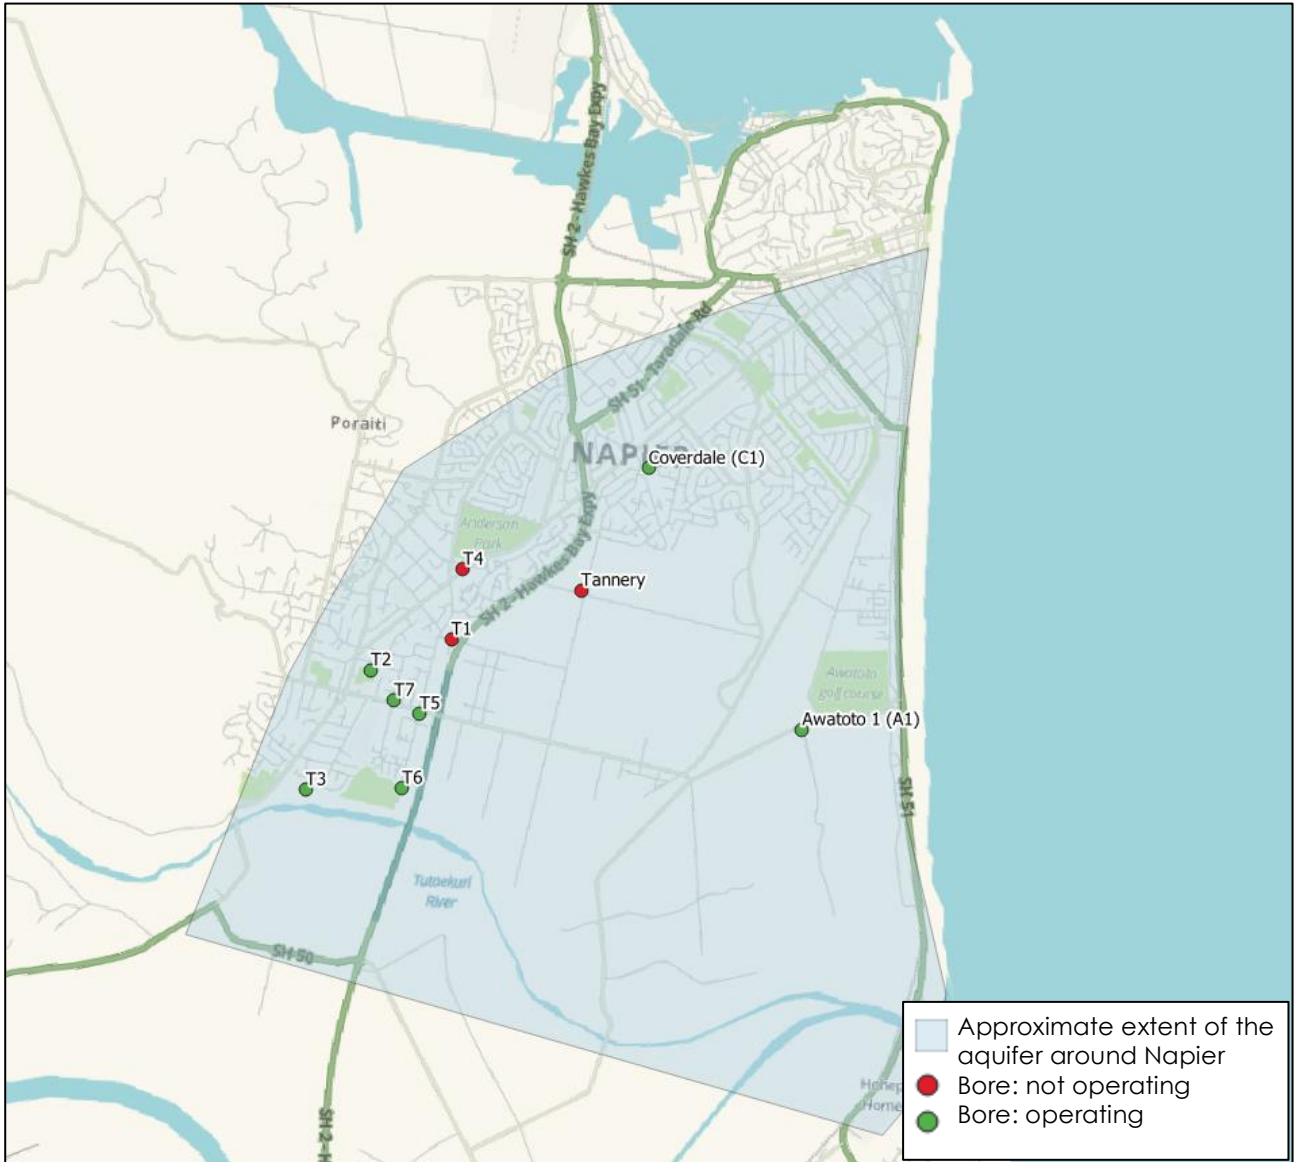 SH 2 - Hawkes Bay Expy
SH 51 - Taradale Rd
Poraiti
NAPIER
Coverdale (C1)
Anderson
Park
T4
SH 2 - Hawkes Bay Expy
Tannery
T1
T2
T7
T5
Awatoto
golf course
Awatoto 1 (A1)
T3
T6
SH 51
Tutaekuri
River
SH 50
SH 2 - H
Home
Approximate extent of the
aquifer around Napier
Bore: not operating
Bore: operating